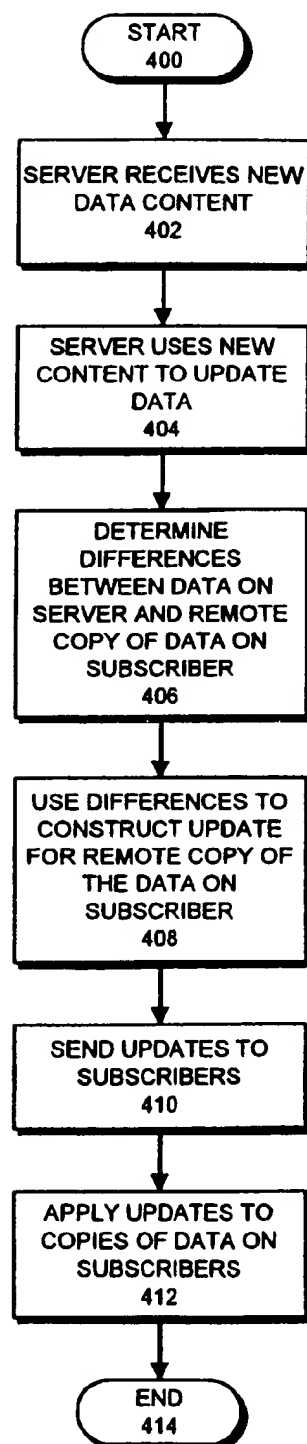 START
400
SERVER RECEIVES NEW
DATA CONTENT
402
SERVER USES NEW
CONTENT TO UPDATE
DATA
404
DETERMINE
DIFFERENCES
BETWEEN DATA ON
SERVER AND REMOTE
COPY OF DATA ON
SUBSCRIBER
406
USE DIFFERENCES TO
CONSTRUCT UPDATE
FOR REMOTE COPY OF
THE DATA ON
SUBSCRIBER
408
SEND UPDATES TO
SUBSCRIBERS
410
APPLY UPDATES TO
COPIES OF DATA ON
SUBSCRIBERS
412
END
414